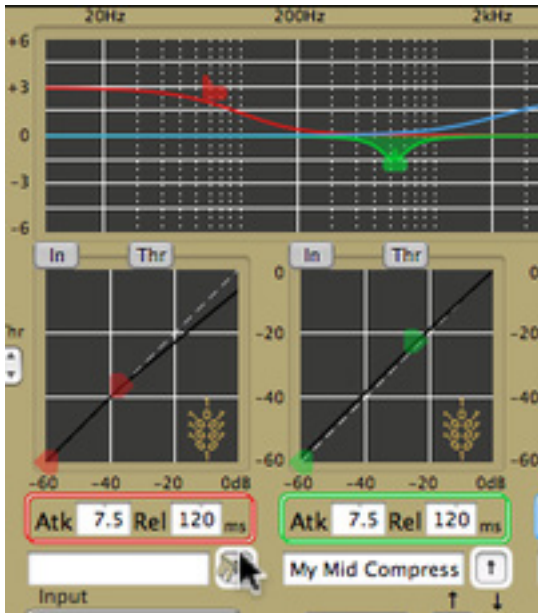 20Hz 200Hz 2kHz
+6
+3
0
-3
-6
In Thr In Thr
0 0
-20 -20
-40 -40
-60 -60
-60 -40 -20 0dB -60 -40 -20 0dB
Atk 7.5 Rel 120 ms Atk 7.5 Rel 120 ms
My Mid Compress
Input